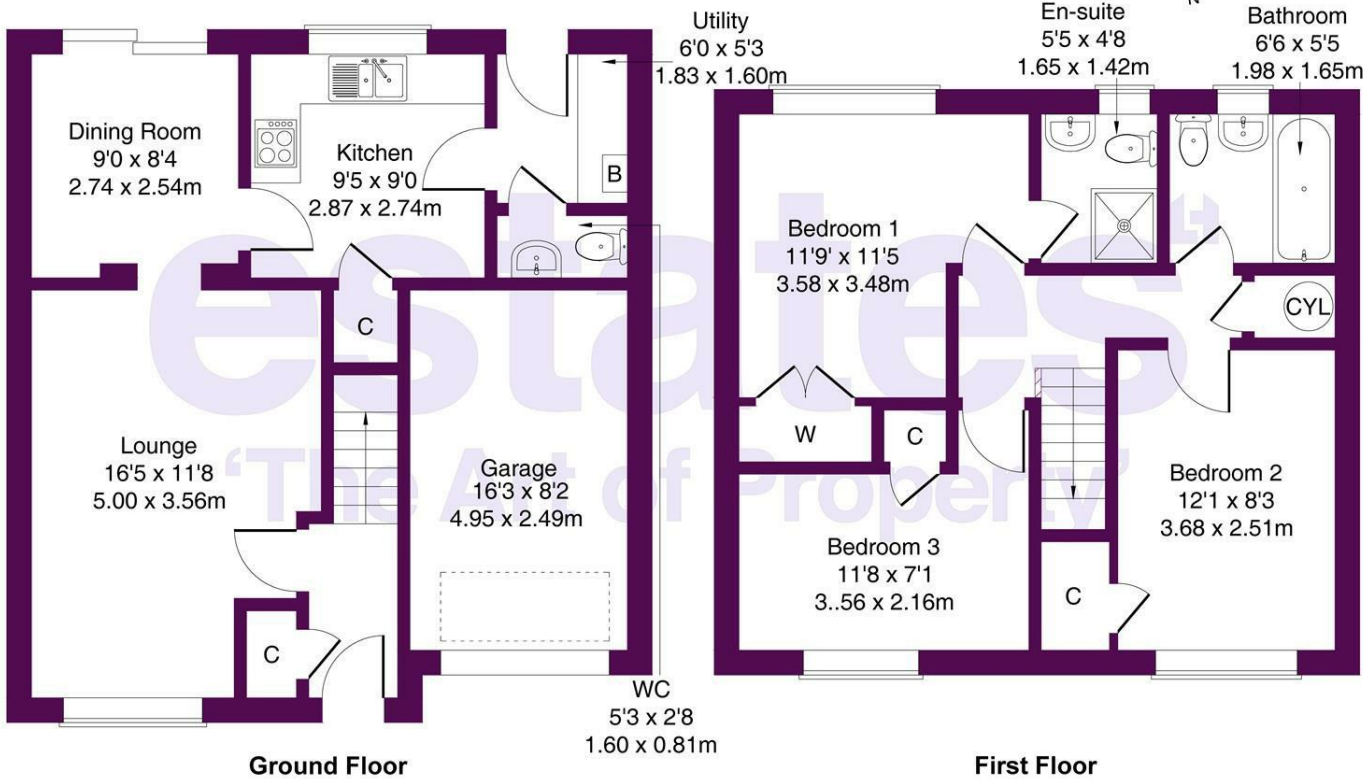 Utility
6'0 x 5'3
1.83 x 1.60m
En-suite
5'5 x 4'8
1.65 x 1.42m
N
Bathroom
6'6 x 5'5
1.98 x 1.65m
Dining Room
9'0 x 8'4
2.74 x 2.54m
Kitchen
9'5 x 9'0
2.87 x 2.74m
B
C
Lounge
16'5 x 11'8
5.00 x 3.56m
Garage
16'3 x 8'2
4.95 x 2.49m
C
WC
5'3 x 2'8
1.60 x 0.81m
Ground Floor
Bedroom 1
11'9' x 11'5
3.58 x 3.48m
CYL
W
C
Bedroom 2
12'1 x 8'3
3.68 x 2.51m
Bedroom 3
11'8 x 7'1
3..56 x 2.16m
C
First Floor
estates
'The Art of Property'